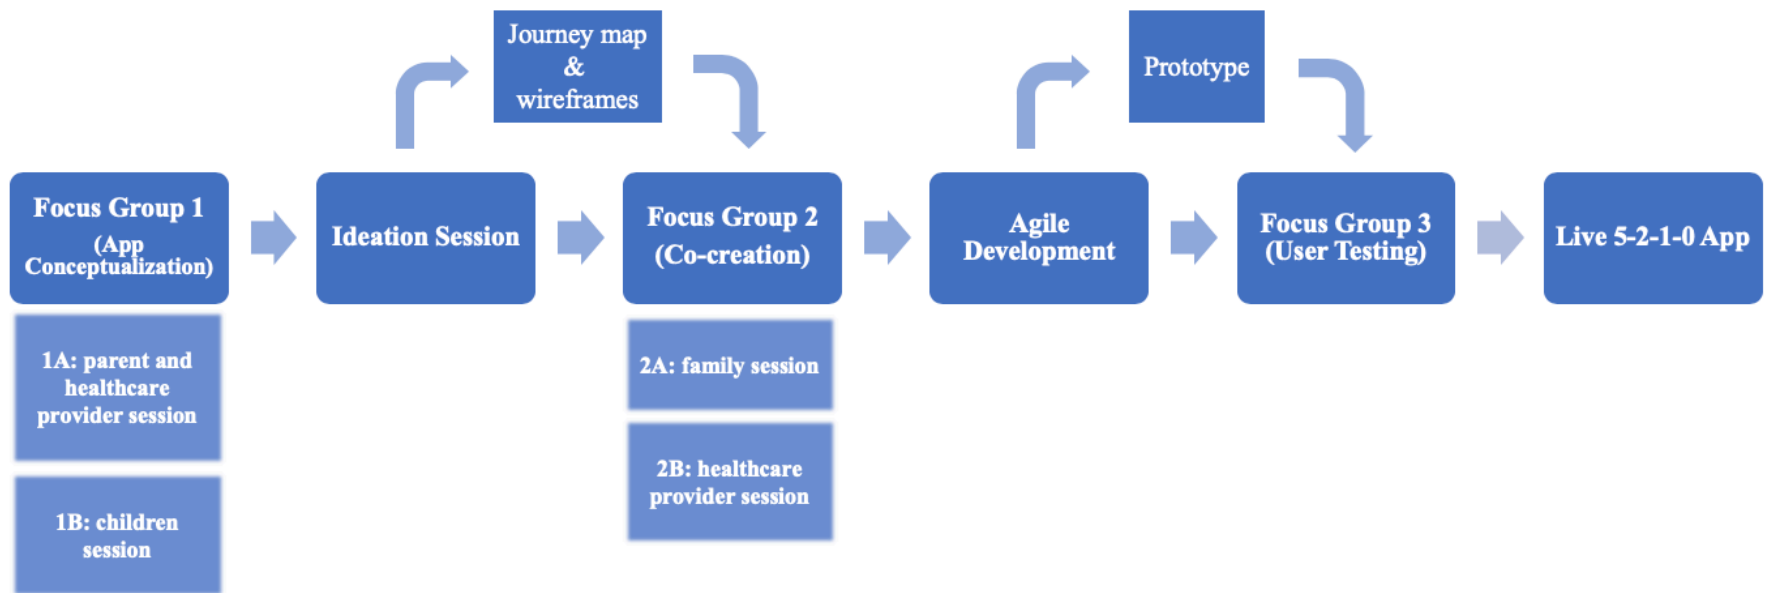 Journey map
&
wireframes
Prototype
Focus Group 1
(App
Conceptualization)
Ideation Session
Focus Group 2
(Co-creation)
Agile
Development
Focus Group 3
(User Testing)
Live 5-2-1-0 App
1A: parent and
healthcare
provider session
1B: children
session
2A: family session
2B: healthcare
provider session